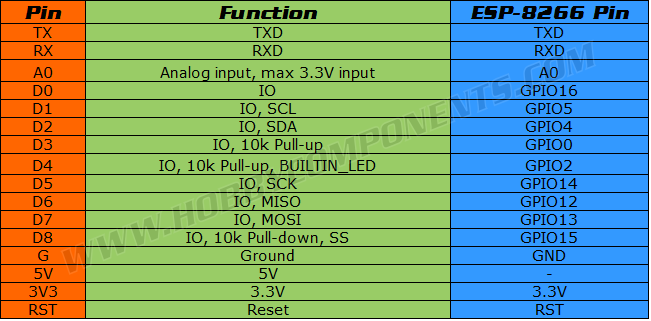 Pin Function ESP-8266 Pin
TX TXD TXD
RX RXD RXD
A0 Analog input, max 3.3V input A0
D0 IO GPIO16
D1 IO, SCL GPIO5
D2 IO, SDA GPIO4
D3 IO, 10k Pull-up GPIO0
D4 IO, 10k Pull-up, BUILTIN_LED GPIO2
D5 IO, SCK GPIO14
D6 IO, MISO GPIO12
D7 IO, MOSI GPIO13
D8 IO, 10k Pull-down, SS GPIO15
G Ground GND
5V 5V -
3V3 3.3V 3.3V
RST Reset RST
WWW.HOBBYCOMPONENTS.COM